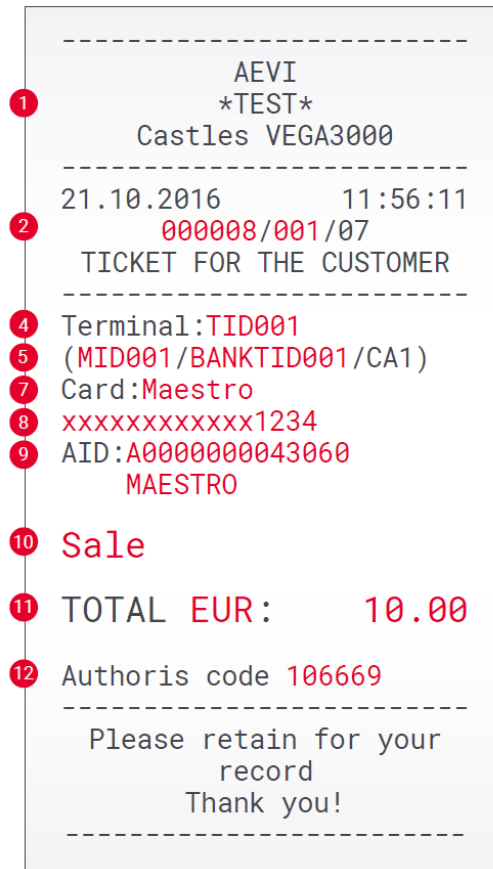 --------------------------
AEVI
1 *TEST*
Castles VEGA3000
--------------------------
21.10.2016 11:56:11
2 000008/001/07
TICKET FOR THE CUSTOMER
--------------------------
4 Terminal:TID001
5 (MID001/BANKTID001/CA1)
7 Card:Maestro
8 xxxxxxxxxxxx1234
9 AID:A0000000043060
MAESTRO
10 Sale
11 TOTAL EUR: 10.00
12 Authoris code 106669
--------------------------
Please retain for your
record
Thank you!
--------------------------